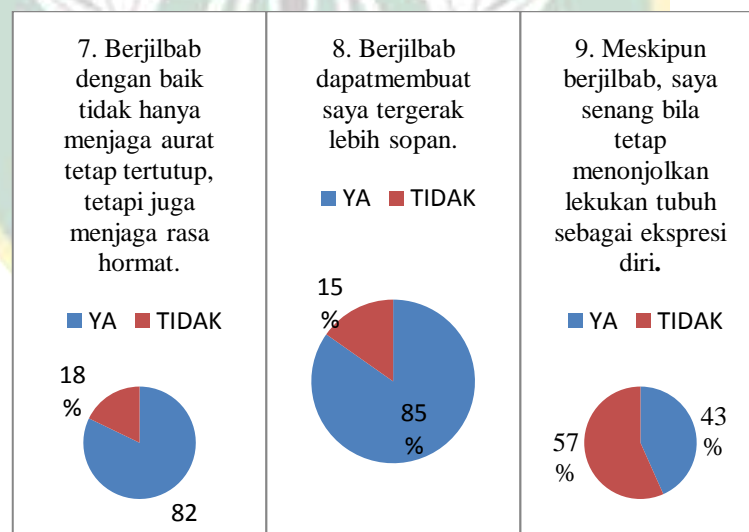 7. Berjilbab
dengan baik
tidak hanya
menjaga aurat
tetap tertutup,
tetapi juga
menjaga rasa
hormat.
YA TIDAK
18
%
82
8. Berjilbab
dapatmembuat
saya tergerak
lebih sopan.
YA TIDAK
15
%
85
%
9. Meskipun
berjilbab, saya
senang bila
tetap
menonjolkan
lekukan tubuh
sebagai ekspresi
diri.
YA TIDAK
43
%
57
%